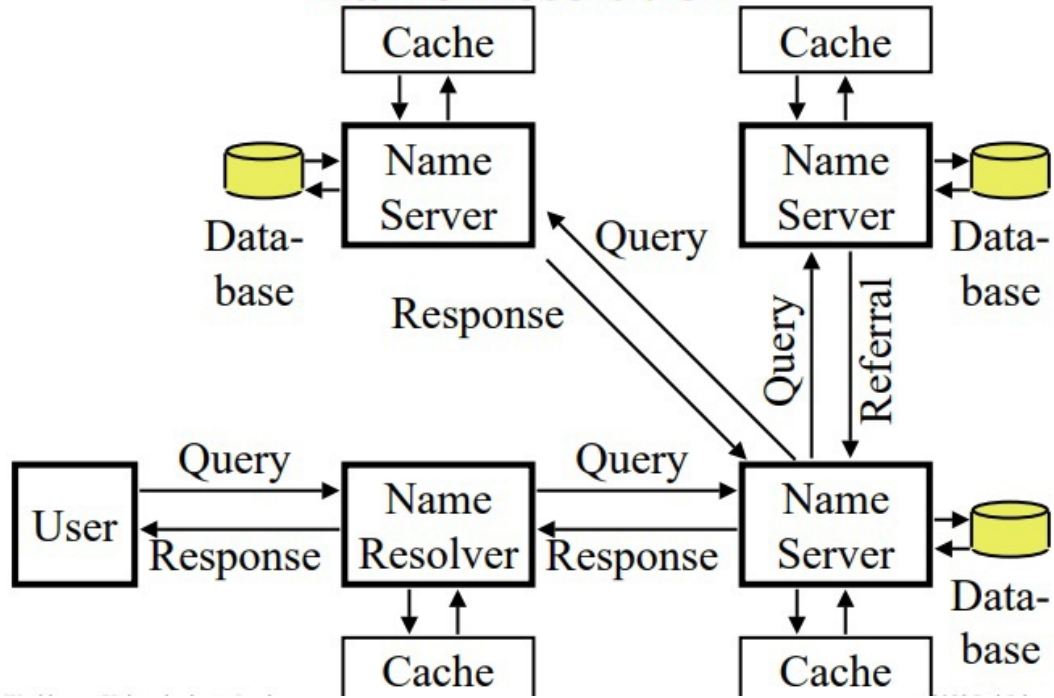 Cache
Cache
Name
Server
Name
Server
Data-
base
Data-
base
Query
Response
Query
Referral
Query
Query
User
Name
Resolver
Name
Server
Response
Response
Data-
base
Cache
Cache